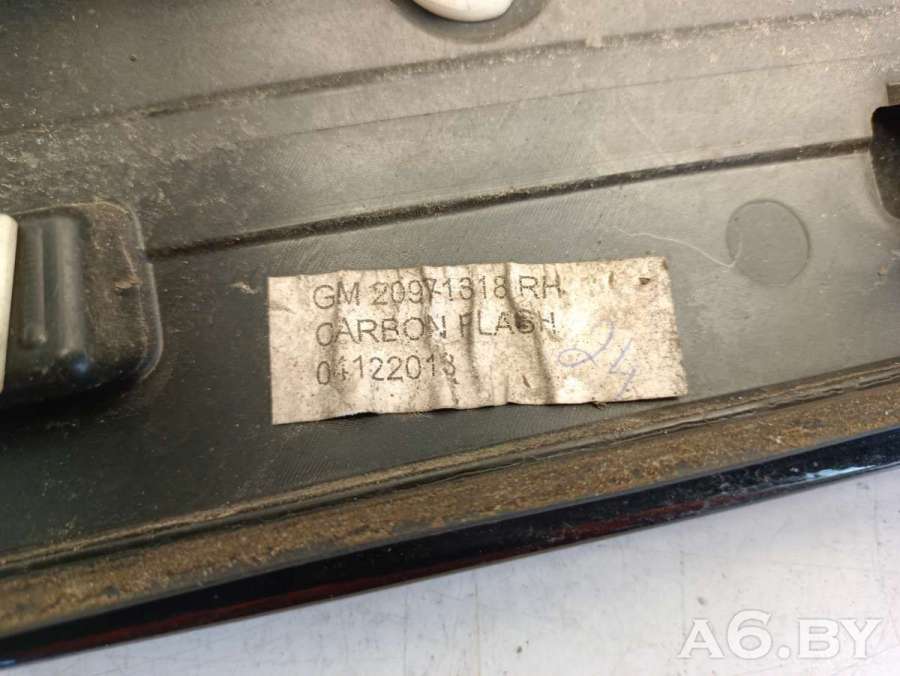 GM 20971318 RH
CARBON FLASH
04122013
24
A6.BY